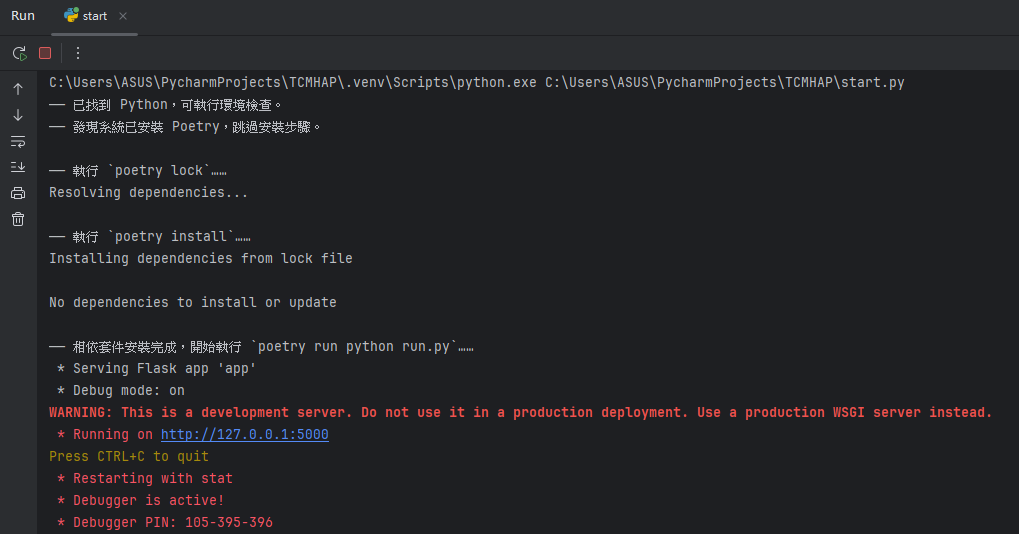 Run
start
C:\Users\ASUS\PycharmProjects\TCMHAP\.venv\Scripts\python.exe C:\Users\ASUS\PycharmProjects\TCMHAP\start.py
── 已找到 Python，可執行環境檢查。
── 發現系統已安裝 Poetry，跳過安裝步驟。
── 執行 `poetry lock`……
Resolving dependencies...
── 執行 `poetry install`……
Installing dependencies from lock file
No dependencies to install or update
── 相依套件安裝完成，開始執行 `poetry run python run.py`……
* Serving Flask app 'app'
* Debug mode: on
WARNING: This is a development server. Do not use it in a production deployment. Use a production WSGI server instead.
* Running on http://127.0.0.1:5000
Press CTRL+C to quit
* Restarting with stat
* Debugger is active!
* Debugger PIN: 105-395-396